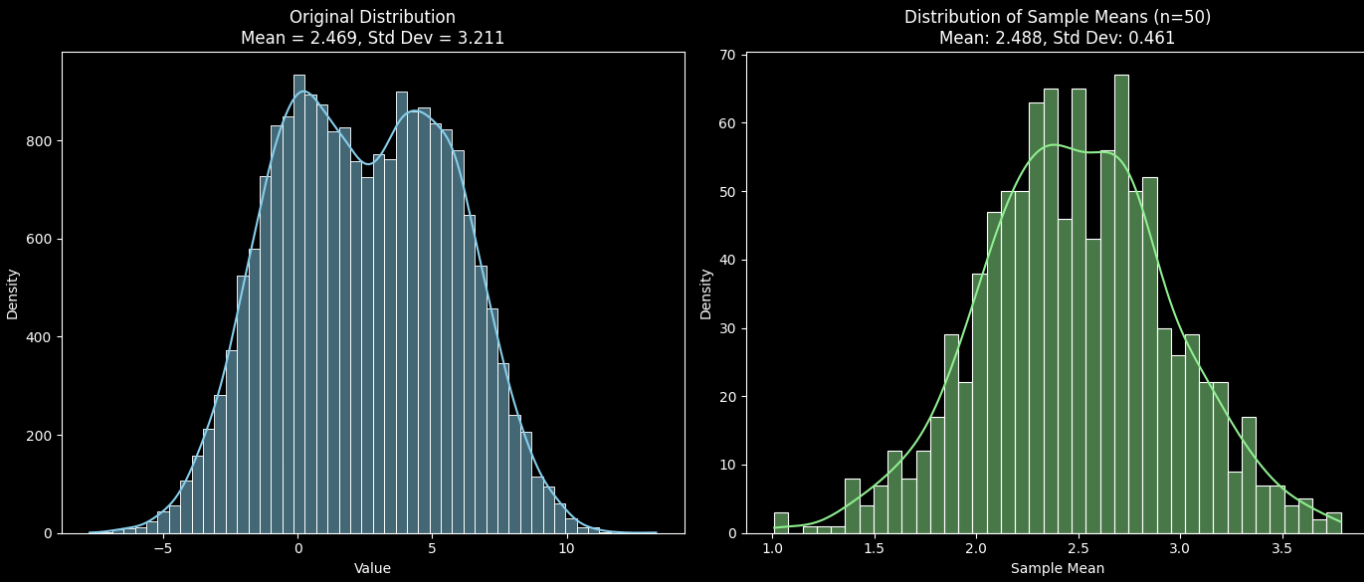 Original Distribution
Mean = 2.469, Std Dev = 3.211
Density
800
600
400
200
0
−5
0
5
10
Value
Distribution of Sample Means (n=50)
Mean: 2.488, Std Dev: 0.461
Density
70
60
50
40
30
20
10
0
1.0
1.5
2.0
2.5
3.0
3.5
Sample Mean